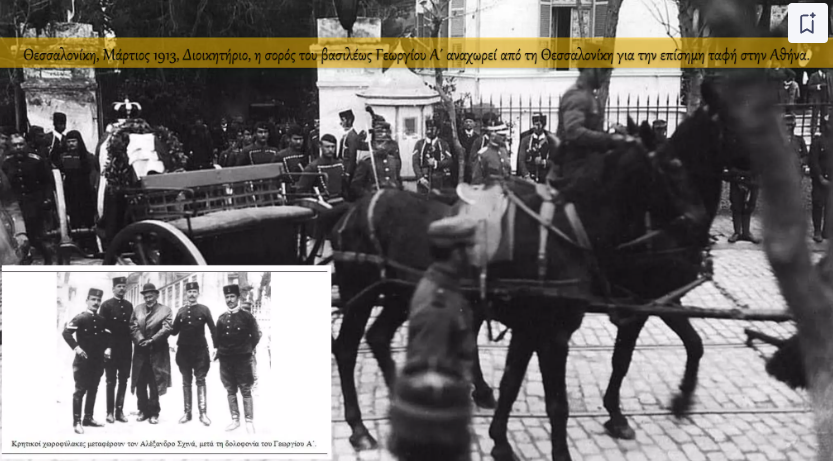 Θεσσαλονίκη, Μάρτιος 1913, Διοικητήριο, η σορός του βασιλέως Γεωργίου Α΄ αναχωρεί από τη Θεσσαλονίκη για την επίσημη ταφή στην Αθήνα.
Κρητικοί χωροφύλακες μεταφέρουν τον Αλέξανδρο Σχινά, μετά τη δολοφονία του Γεωργίου Α΄.